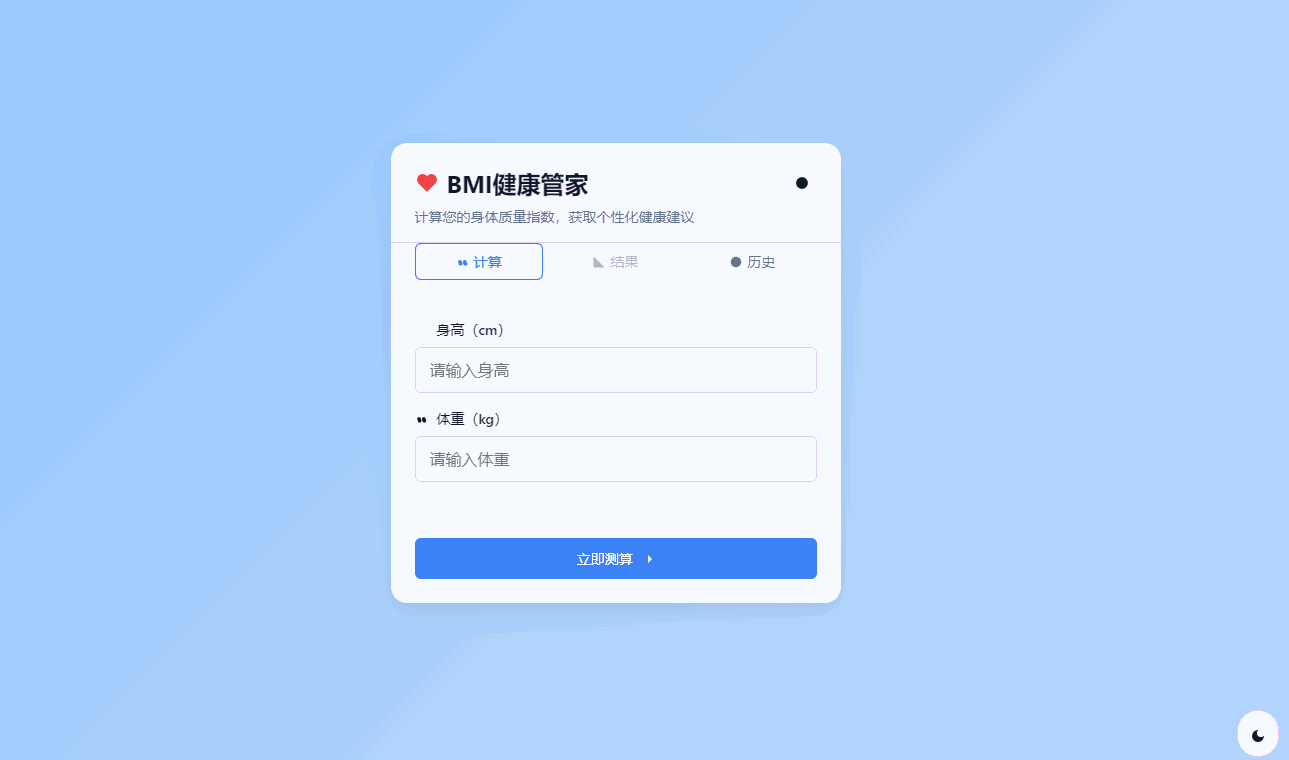 BMI健康管家
计算您的身体质量指数，获取个性化健康建议
计算 结果 历史
身高（cm）
请输入身高
体重（kg）
请输入体重
立即测算